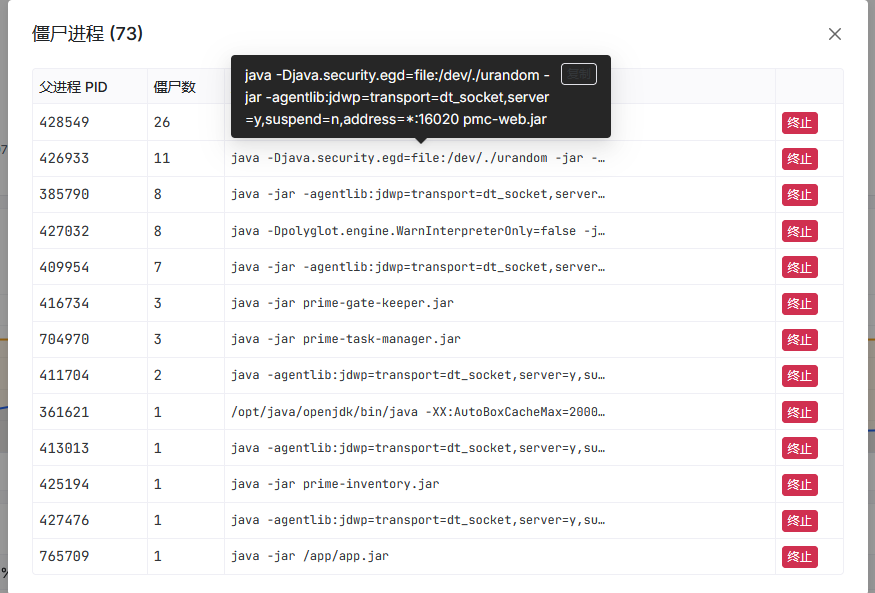 僵尸进程 (73)
java -Djava.security.egd=file:/dev/./urandom - 复制
jar -agentlib:jdwp=transport=dt_socket,server
=y,suspend=n,address=*:16020 pmc-web.jar
父进程 PID 僵尸数
428549 26 终止
426933 11 java -Djava.security.egd=file:/dev/./urandom -jar -… 终止
385790 8 java -jar -agentlib:jdwp=transport=dt_socket,server… 终止
427032 8 java -Dpolyglot.engine.WarnInterpreterOnly=false -j… 终止
409954 7 java -jar -agentlib:jdwp=transport=dt_socket,server… 终止
416734 3 java -jar prime-gate-keeper.jar 终止
704970 3 java -jar prime-task-manager.jar 终止
411704 2 java -agentlib:jdwp=transport=dt_socket,server=y,su… 终止
361621 1 /opt/java/openjdk/bin/java -XX:AutoBoxCacheMax=2000… 终止
413013 1 java -agentlib:jdwp=transport=dt_socket,server=y,su… 终止
425194 1 java -jar prime-inventory.jar 终止
427476 1 java -agentlib:jdwp=transport=dt_socket,server=y,su… 终止
765709 1 java -jar /app/app.jar 终止